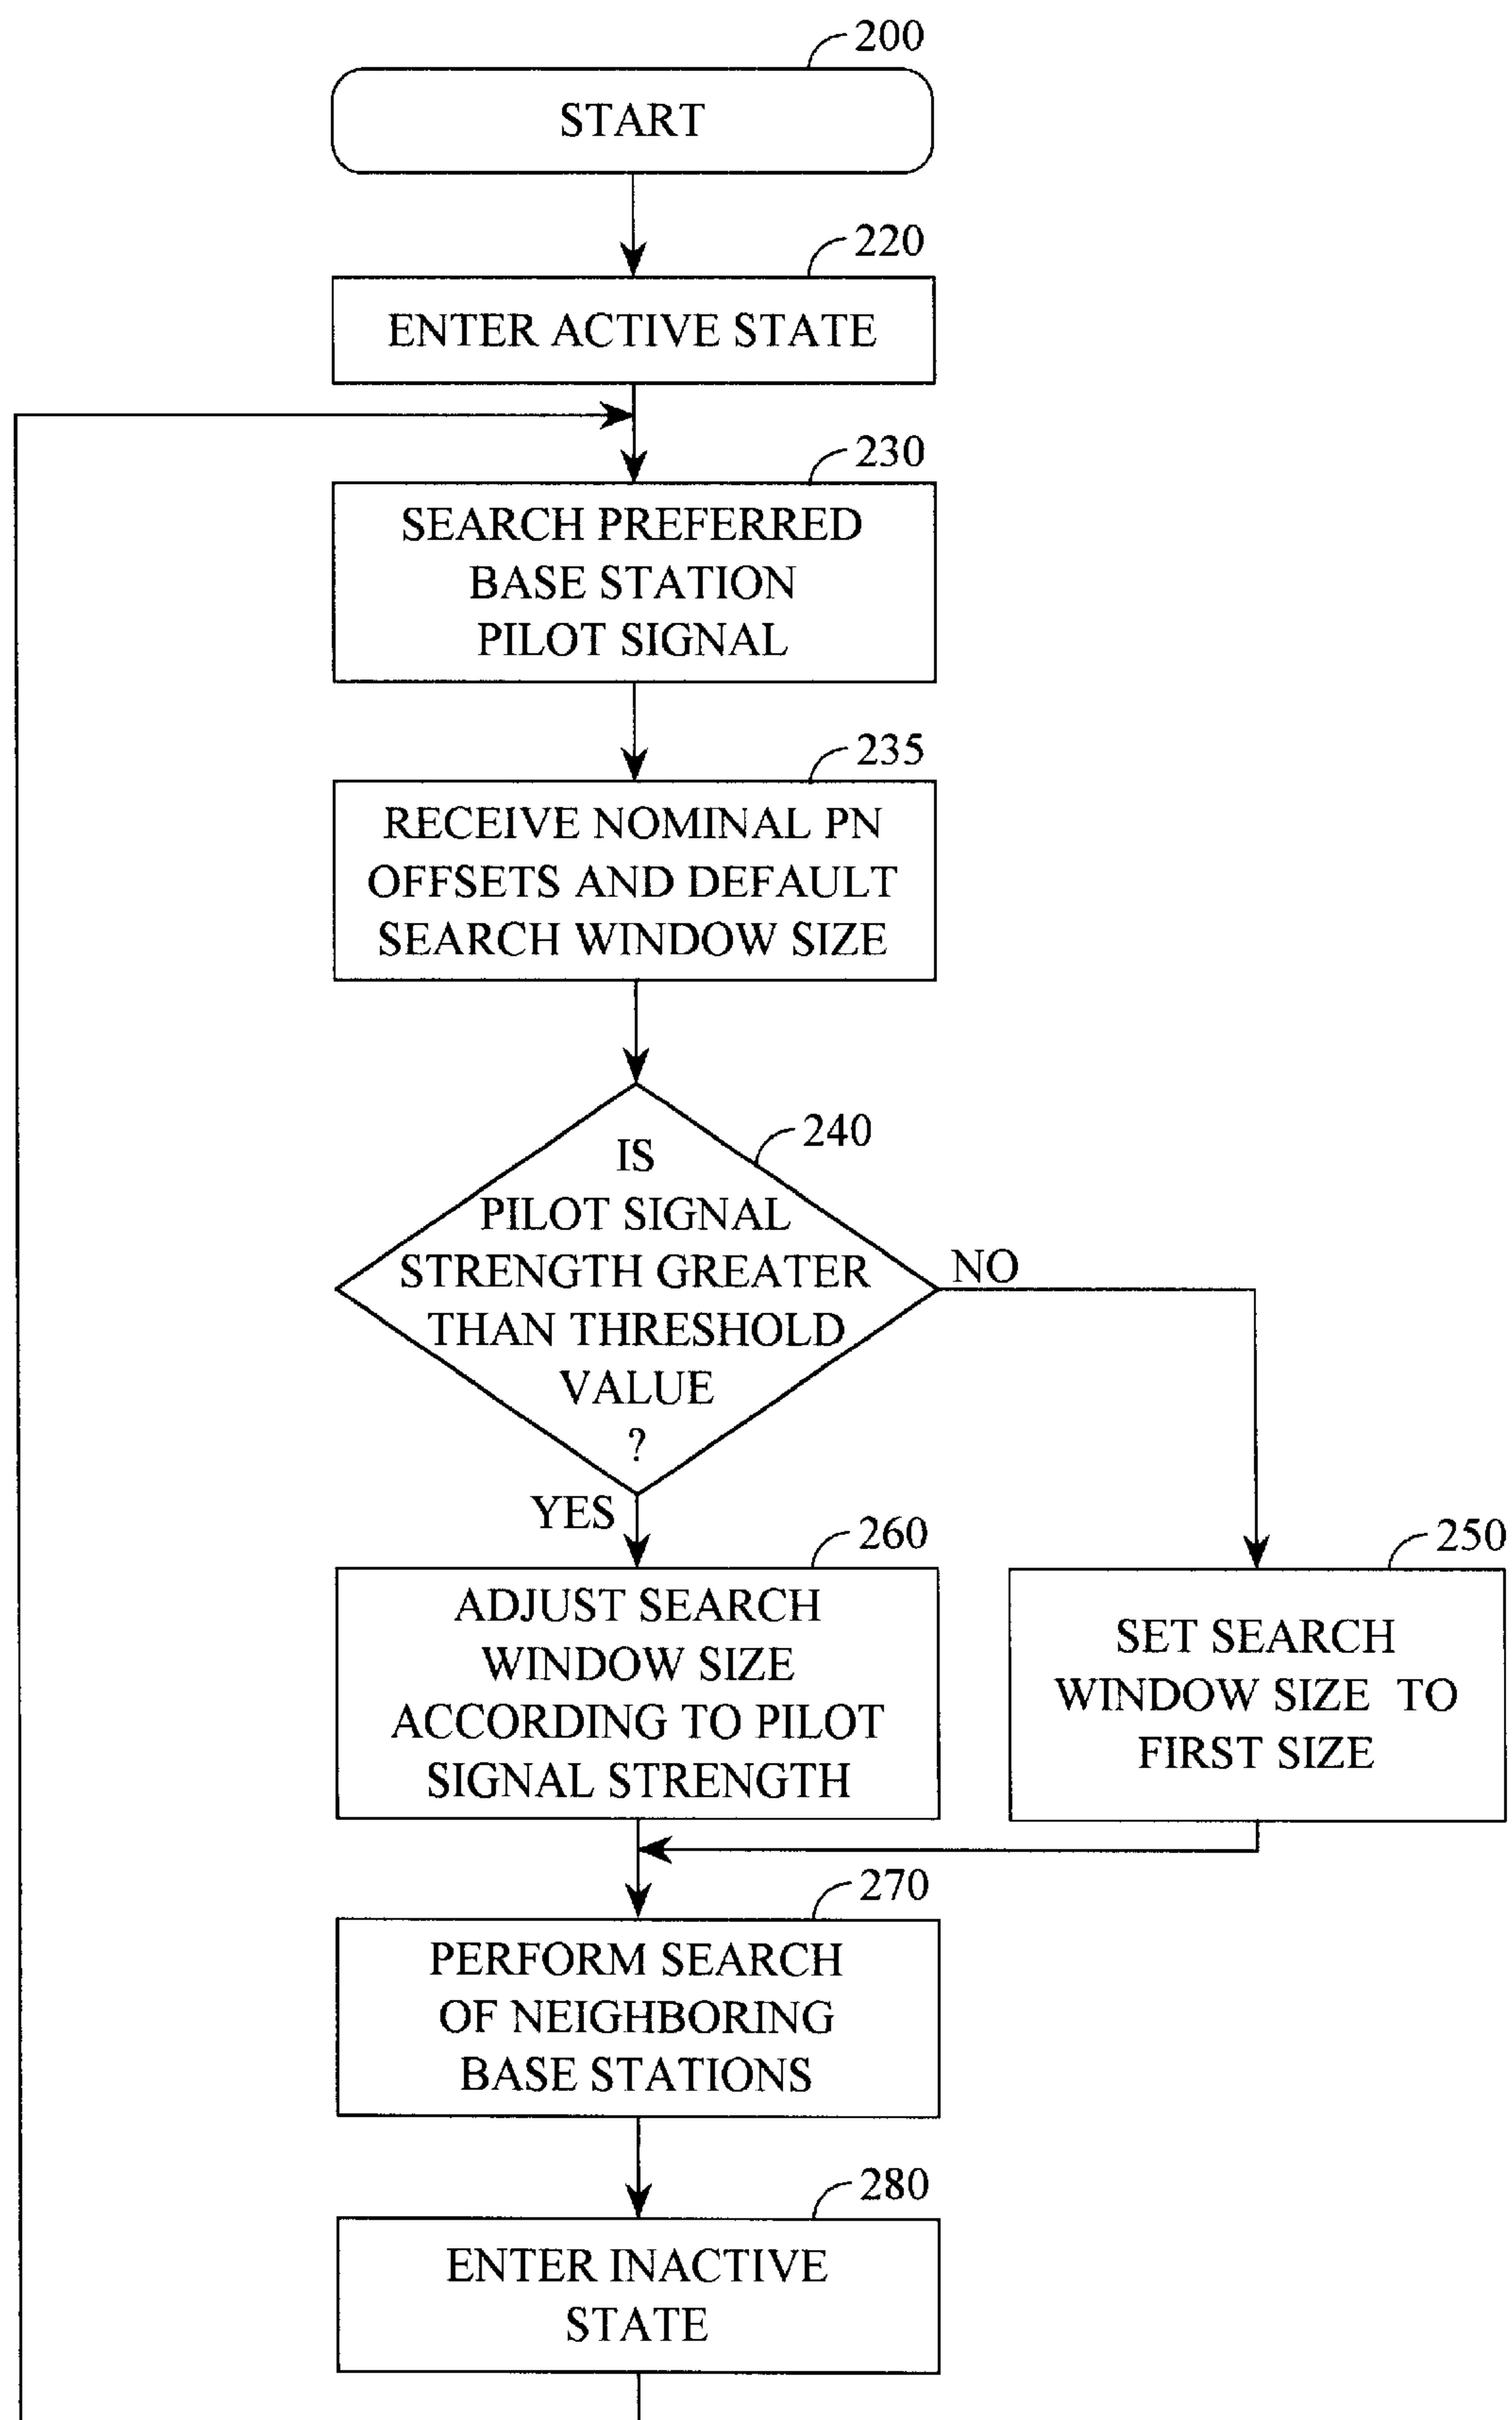 200
START
220
ENTER ACTIVE STATE
230
SEARCH PREFERRED
BASE STATION
PILOT SIGNAL
235
RECEIVE NOMINAL PN
OFFSETS AND DEFAULT
SEARCH WINDOW SIZE
240
IS
PILOT SIGNAL
STRENGTH GREATER
THAN THRESHOLD
VALUE
?
NO
YES
260
ADJUST SEARCH
WINDOW SIZE
ACCORDING TO PILOT
SIGNAL STRENGTH
250
SET SEARCH
WINDOW SIZE TO
FIRST SIZE
270
PERFORM SEARCH
OF NEIGHBORING
BASE STATIONS
280
ENTER INACTIVE
STATE